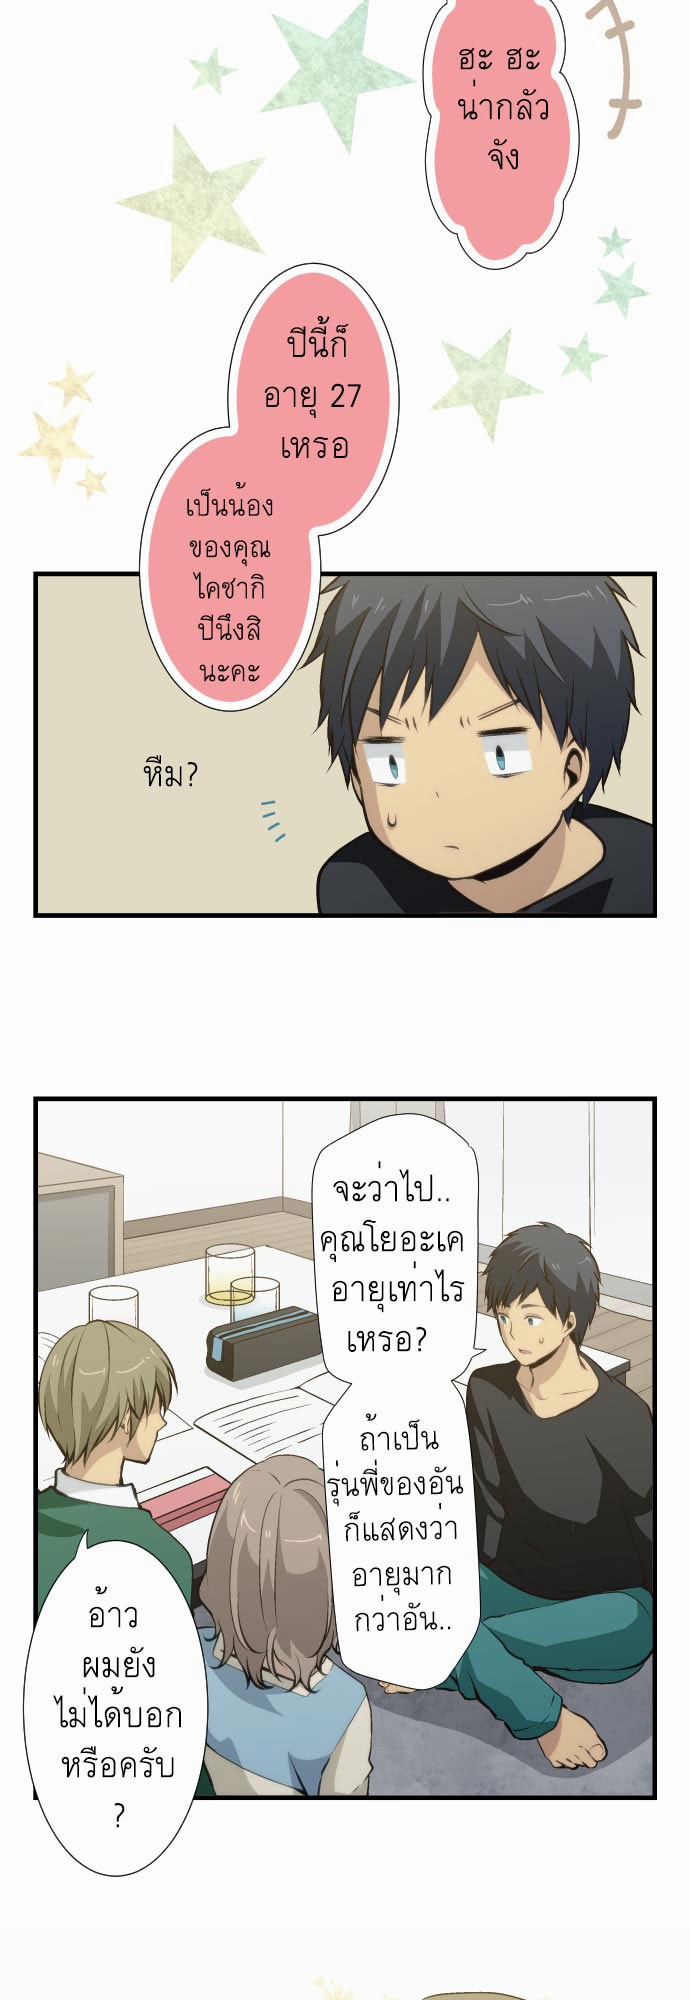 ฮะ ฮะ
น่ากลัว
จัง
ปีนี้ก็
อายุ 27
เหรอ
เป็นน้อง
ของคุณ
ไคซากิ
ปีนึงสิ
นะคะ
หืม?
จะว่าไป..
คุณโยอะเค
อายุเท่าไร
เหรอ?
ถ้าเป็น
รุ่นพี่ของอัน
ก็แสดงว่า
อายุมาก
กว่าอัน..
อ้าว
ผมยัง
ไม่ได้บอก
หรือครับ
?